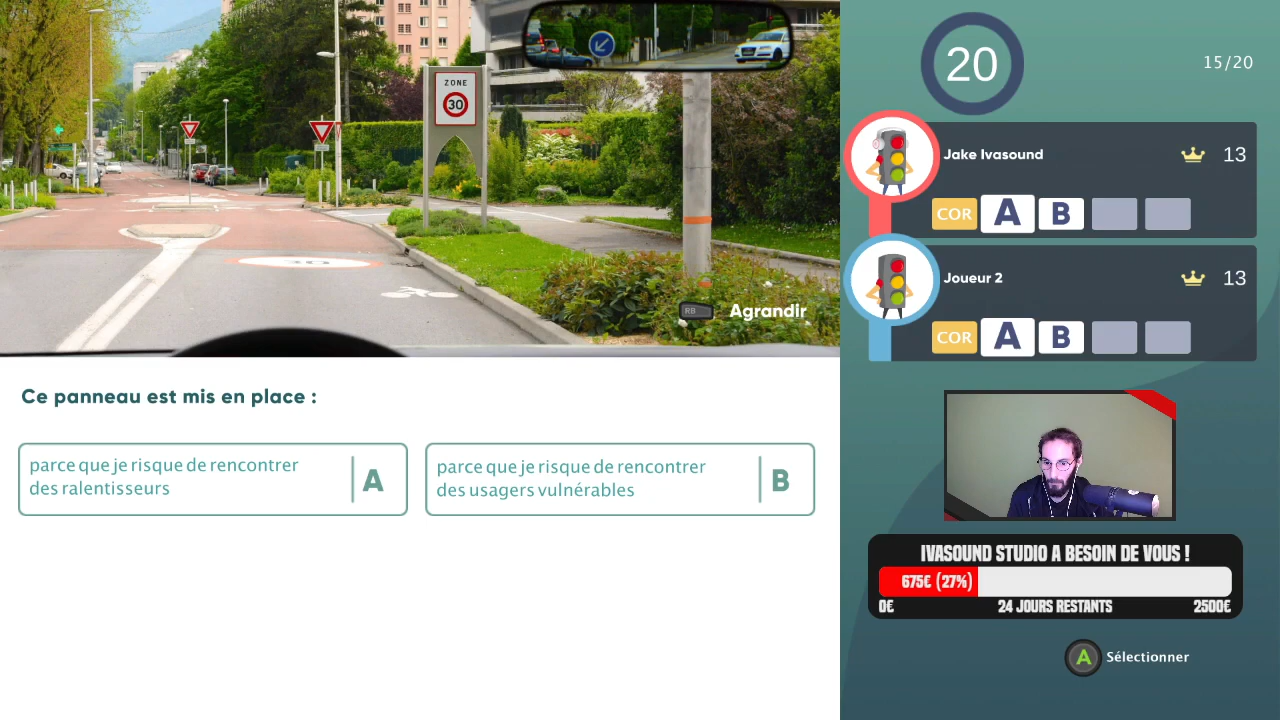 ZONE
30
30
RB
Agrandir
Ce panneau est mis en place :
parce que je risque de rencontrer
des ralentisseurs
A
parce que je risque de rencontrer
des usagers vulnérables
B
20
15/20
Jake Ivasound
13
COR
A
B
Joueur 2
13
COR
A
B
IVASOUND STUDIO A BESOIN DE VOUS !
675€ (27%)
0€
24 JOURS RESTANTS
2500€
A
Sélectionner